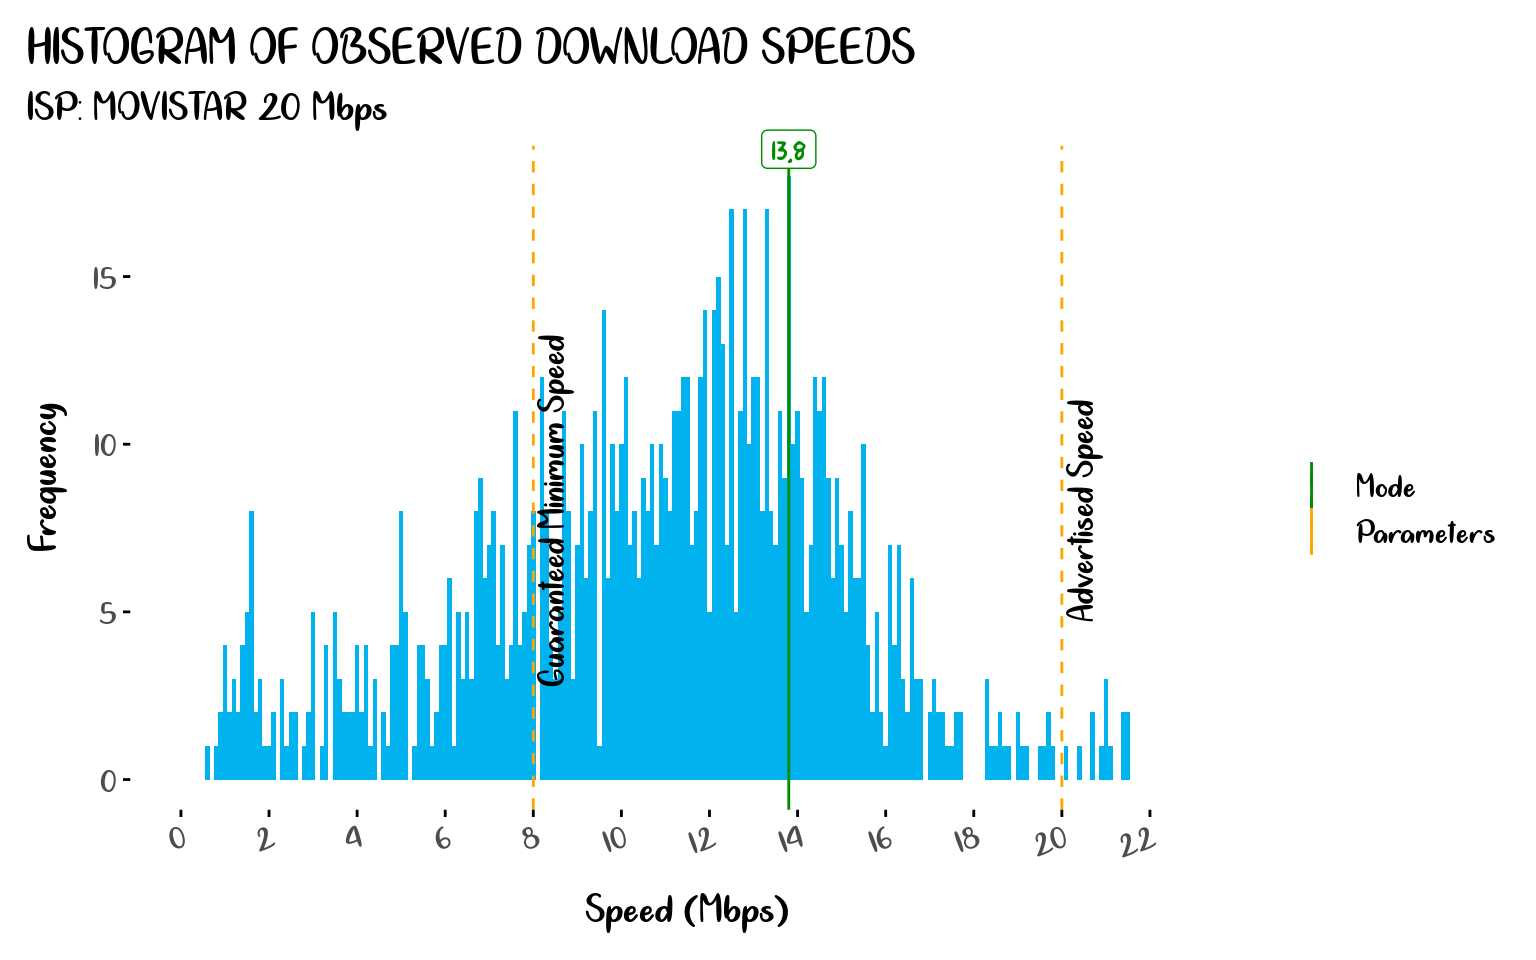 HISTOGRAM OF OBSERVED DOWNLOAD SPEEDS
ISP: MOVISTAR 20 Mbps
13.8
15
10
5
0
Frequency
Guaranteed Minimum Speed
Advertised Speed
Mode
Parameters
0 2 4 6 8 10 12 14 16 18 20 22
Speed (Mbps)